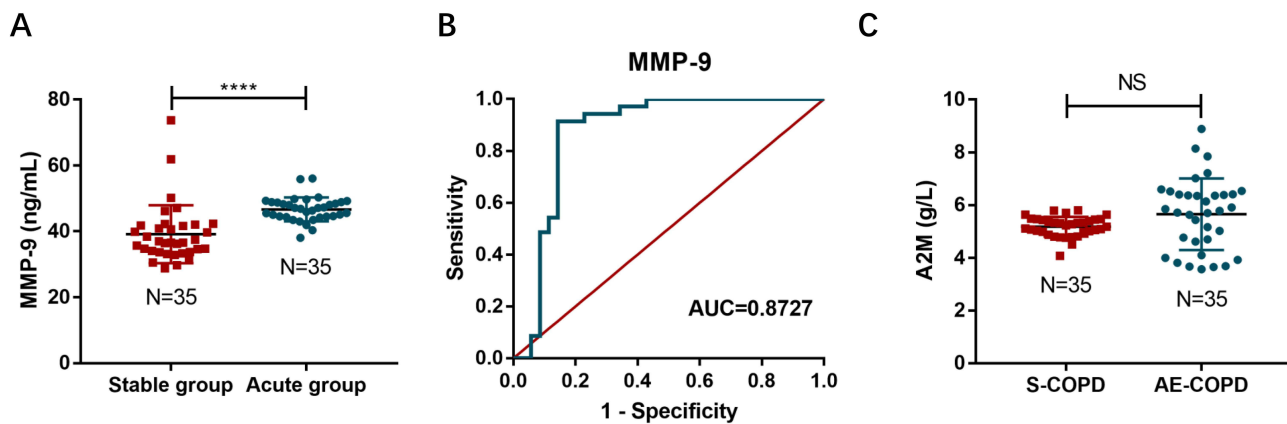 A
MMP-9 (ng/mL)
80
60
40
20
0
****
N=35
N=35
Stable group
Acute group
B
MMP-9
Sensitivity
1.0
0.8
0.6
0.4
0.2
0.0
AUC=0.8727
0.0 0.2 0.4 0.6 0.8 1.0
1 - Specificity
C
A2M (g/L)
10
8
6
4
2
0
NS
N=35
N=35
S-COPD
AE-COPD